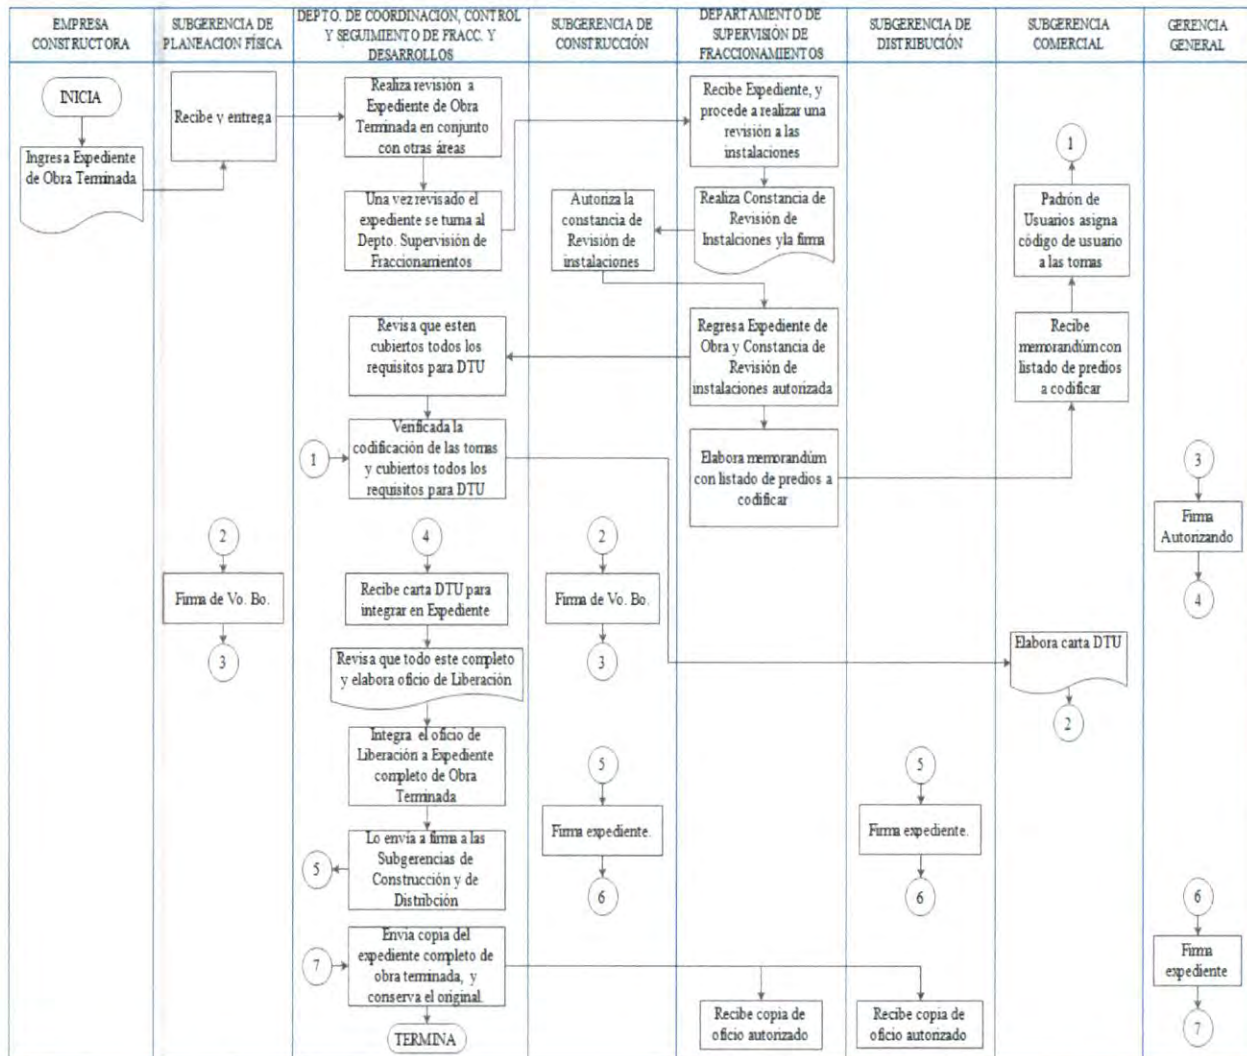 EMPRESA
CONSTRUCTORA
SUBGERENCIA DE
PLANEACION FÍSICA
DEPTO. DE COORDINACION, CONTROL
Y SEGUIMIENTO DE FRACC. Y
DESARROLLOS
SUBGERENCIA DE
CONSTRUCCIÓN
DEPARTAMENTO DE
SUPERVISIÓN DE
FRACCIONAMIENTOS
SUBGERENCIA DE
DISTRIBUCIÓN
SUBGERENCIA
COMERCIAL
GERENCIA
GENERAL
INICIA
Ingresa Expediente
de Obra Terminada
Recibe y entrega
Realiza revisión a
Expediente de Obra
Terminada en conjunto
con otras áreas
Recibe Expediente, y
procede a realizar una
revisión a las
instalaciones
1
Una vez revisado el
expediente se turna al
Depto. Supervisión de
Fraccionamientos
Autoriza la
constancia de
Revisión de
instalaciones
Realiza Constancia de
Revisión de
Instalciones yla firma
Padrón de
Usuarios asigna
código de usuario
a las tomas
Revisa que esten
cubiertos todos los
requisitos para DTU
Regresa Expediente de
Obra y Constancia de
Revisión de
instalaciones autorizada
Recibe
memorandúm con
listado de predios
a codificar
1
Verificada la
codificación de las tomas
y cubiertos todos los
requisitos para DTU
Elabora memorandúm
con listado de predios a
codificar
3
Firma
Autorizando
4
2
Firma de Vo. Bo.
3
4
Recibe carta DTU para
integrar en Expediente
2
Firma de Vo. Bo.
3
Revisa que todo este completo
y elabora oficio de Liberación
Elabora carta DTU
2
Integra el oficio de
Liberación a Expediente
completo de Obra
Terminada
5
Firma expediente.
6
5
Firma expediente.
6
5
Lo envía a firma a las
Subgerencias de
Construcción y de
Distribción
6
Firma
expediente
7
7
Envia copia del
expediente completo de
obra terminada, y
conserva el original.
Recibe copia de
oficio autorizado
Recibe copia de
oficio autorizado
TERMINA